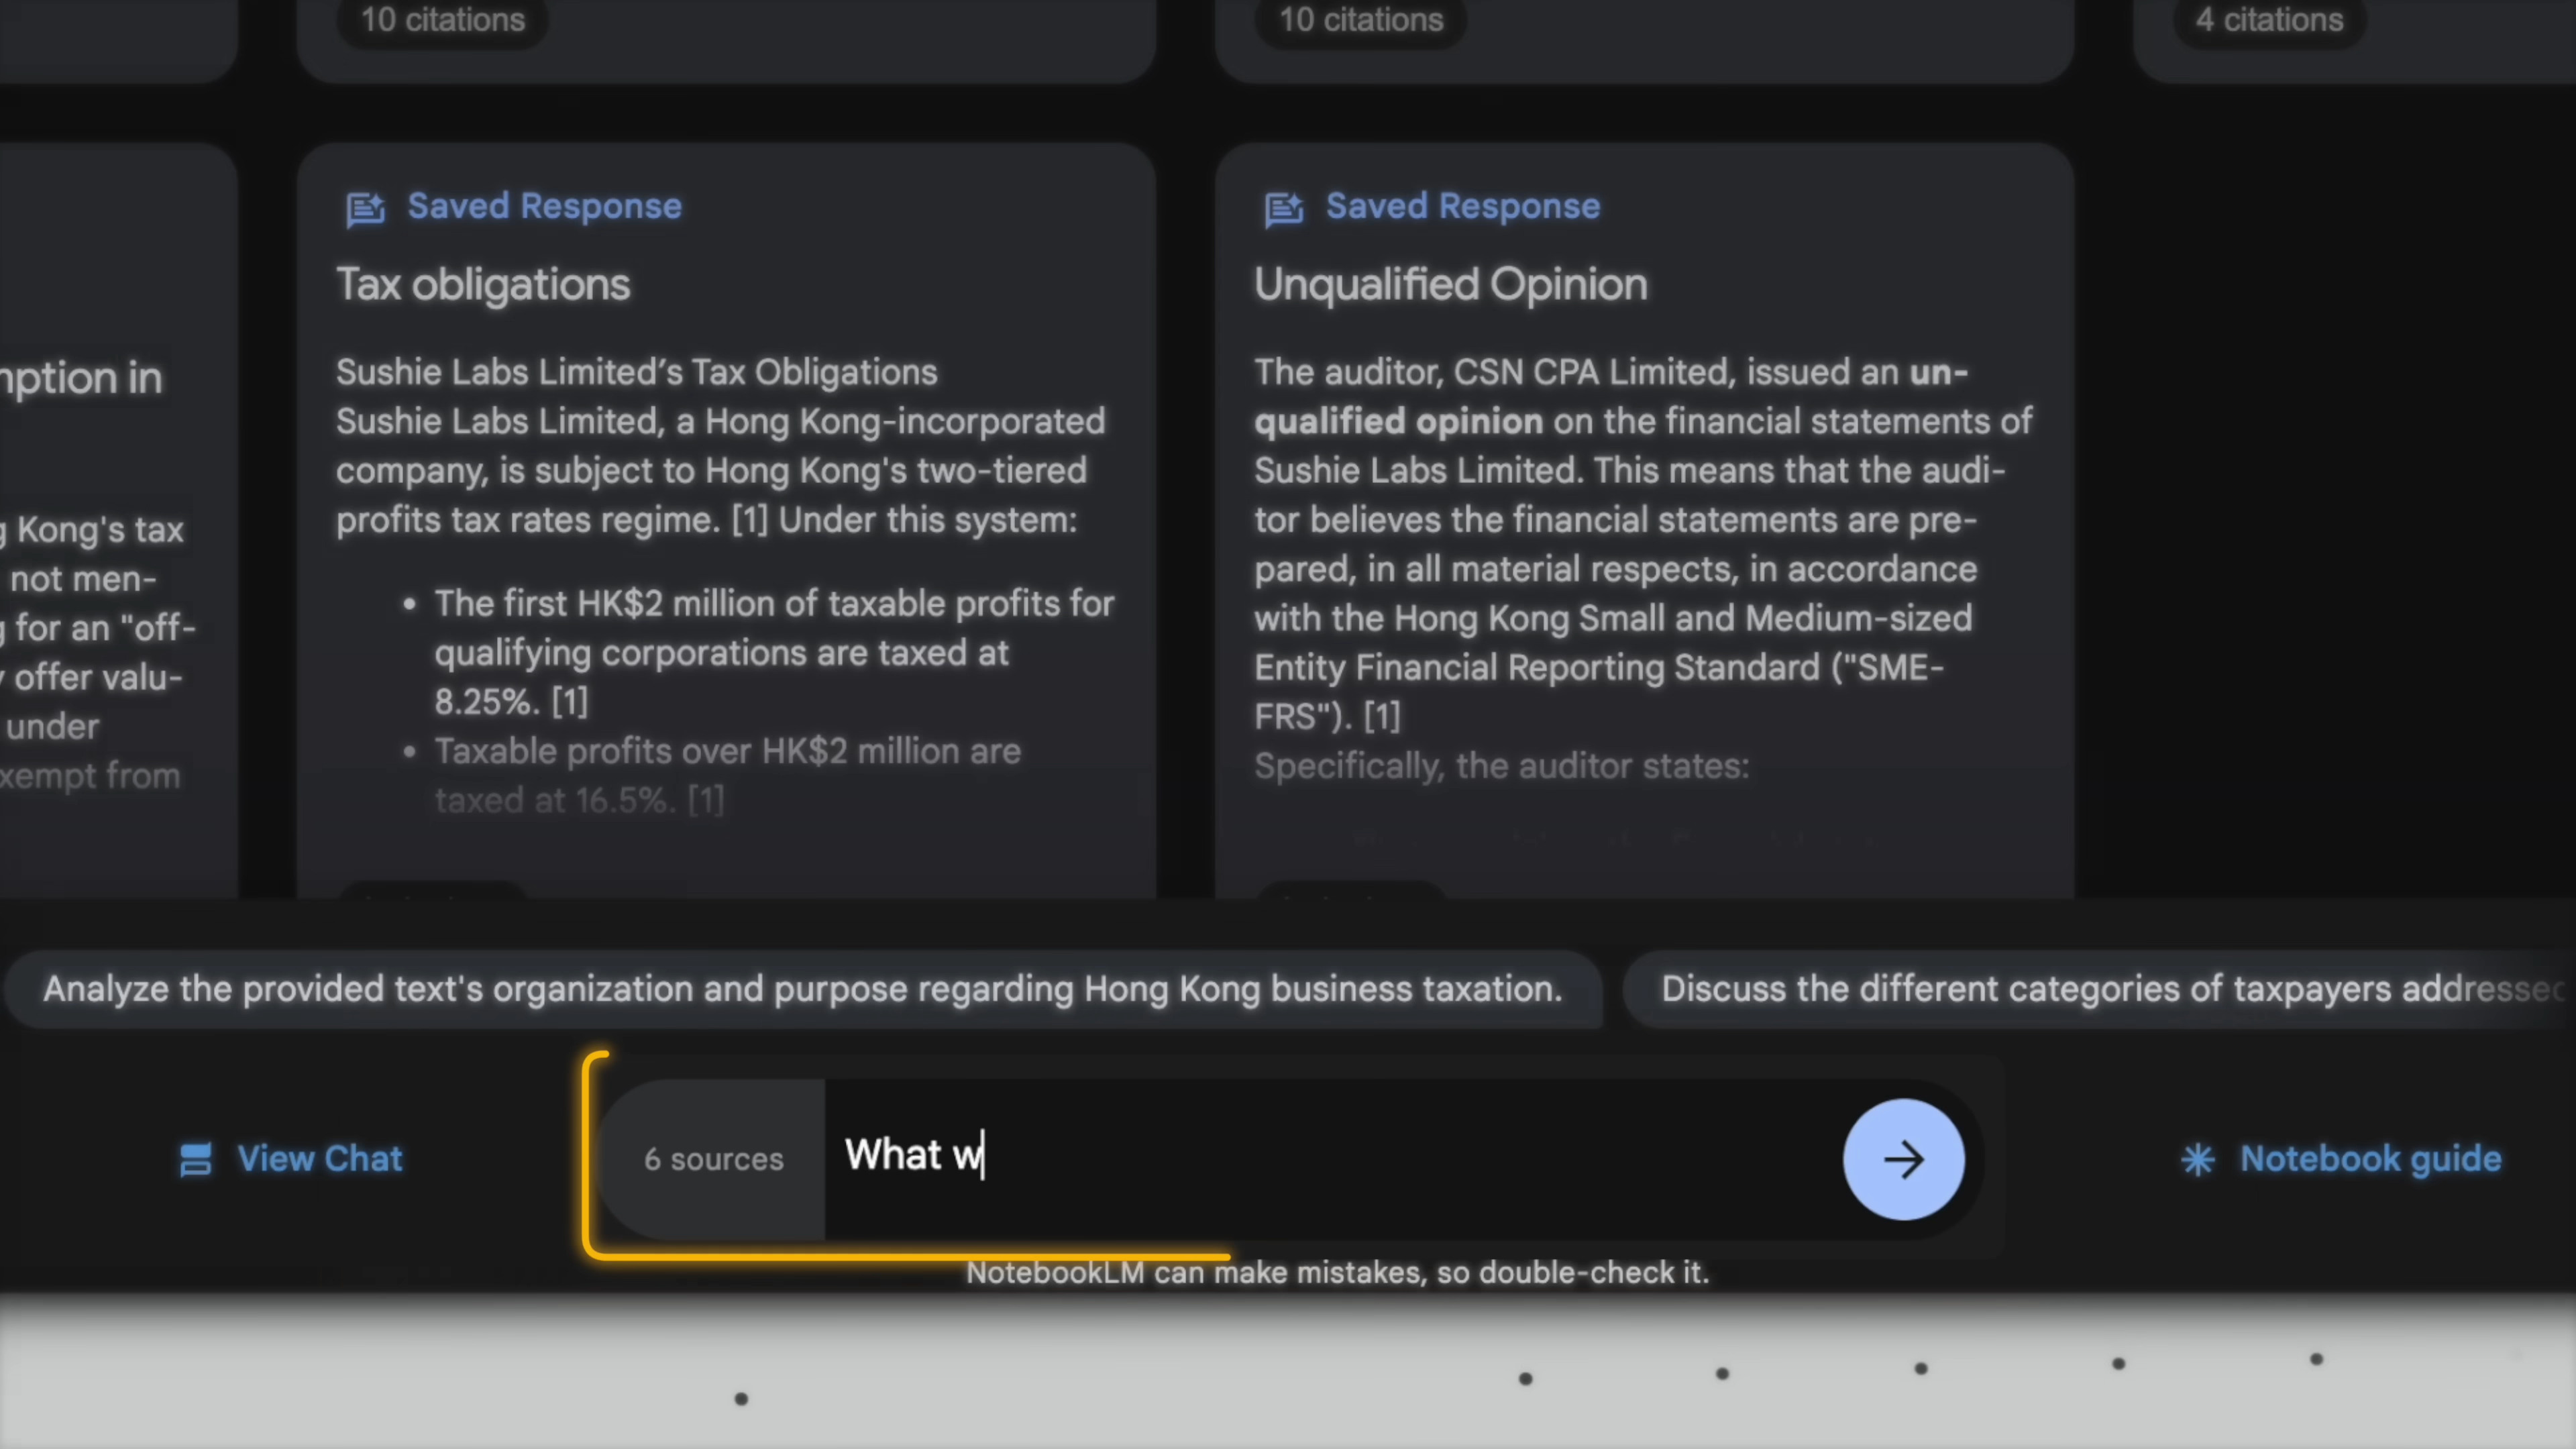 10 citations
10 citations
4 citations
mption in
g Kong's tax
not men-
g for an "off-
y offer valu-
under
xempt from
Saved Response
Tax obligations
Sushie Labs Limited’s Tax Obligations
Sushie Labs Limited, a Hong Kong-incorporated
company, is subject to Hong Kong's two-tiered
profits tax rates regime. [1] Under this system:
• The first HK$2 million of taxable profits for
qualifying corporations are taxed at
8.25%. [1]
• Taxable profits over HK$2 million are
taxed at 16.5%. [1]
Saved Response
Unqualified Opinion
The auditor, CSN CPA Limited, issued an un-
qualified opinion on the financial statements of
Sushie Labs Limited. This means that the audi-
tor believes the financial statements are pre-
pared, in all material respects, in accordance
with the Hong Kong Small and Medium-sized
Entity Financial Reporting Standard ("SME-
FRS"). [1]
Specifically, the auditor states:
Analyze the provided text's organization and purpose regarding Hong Kong business taxation.
Discuss the different categories of taxpayers addressed
View Chat
6 sources
What w
Notebook guide
NotebookLM can make mistakes, so double-check it.